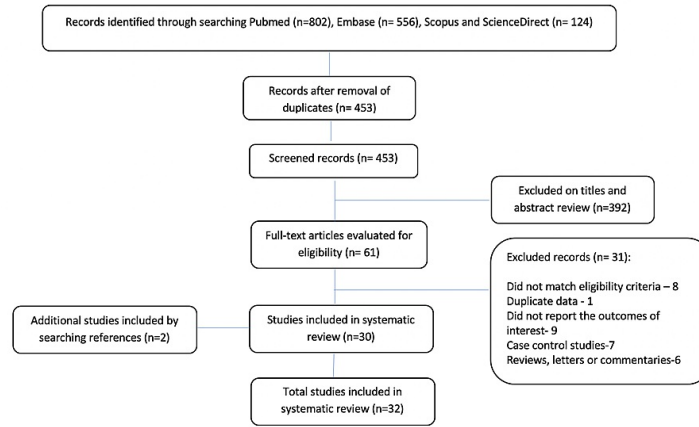 Records identified through searching Pubmed (n=802), Embase (n= 556), Scopus and ScienceDirect (n= 124)
Records after removal of
duplicates (n= 453)
Screened records (n= 453)
Excluded on titles and
abstract review (n=392)
Full-text articles evaluated for
eligibility (n= 61)
Excluded records (n= 31):
Did not match eligibility criteria – 8
Duplicate data - 1
Did not report the outcomes of
interest- 9
Case control studies-7
Reviews, letters or commentaries-6
Additional studies included by
searching references (n=2)
Studies included in systematic
review (n=30)
Total studies included in
systematic review (n=32)